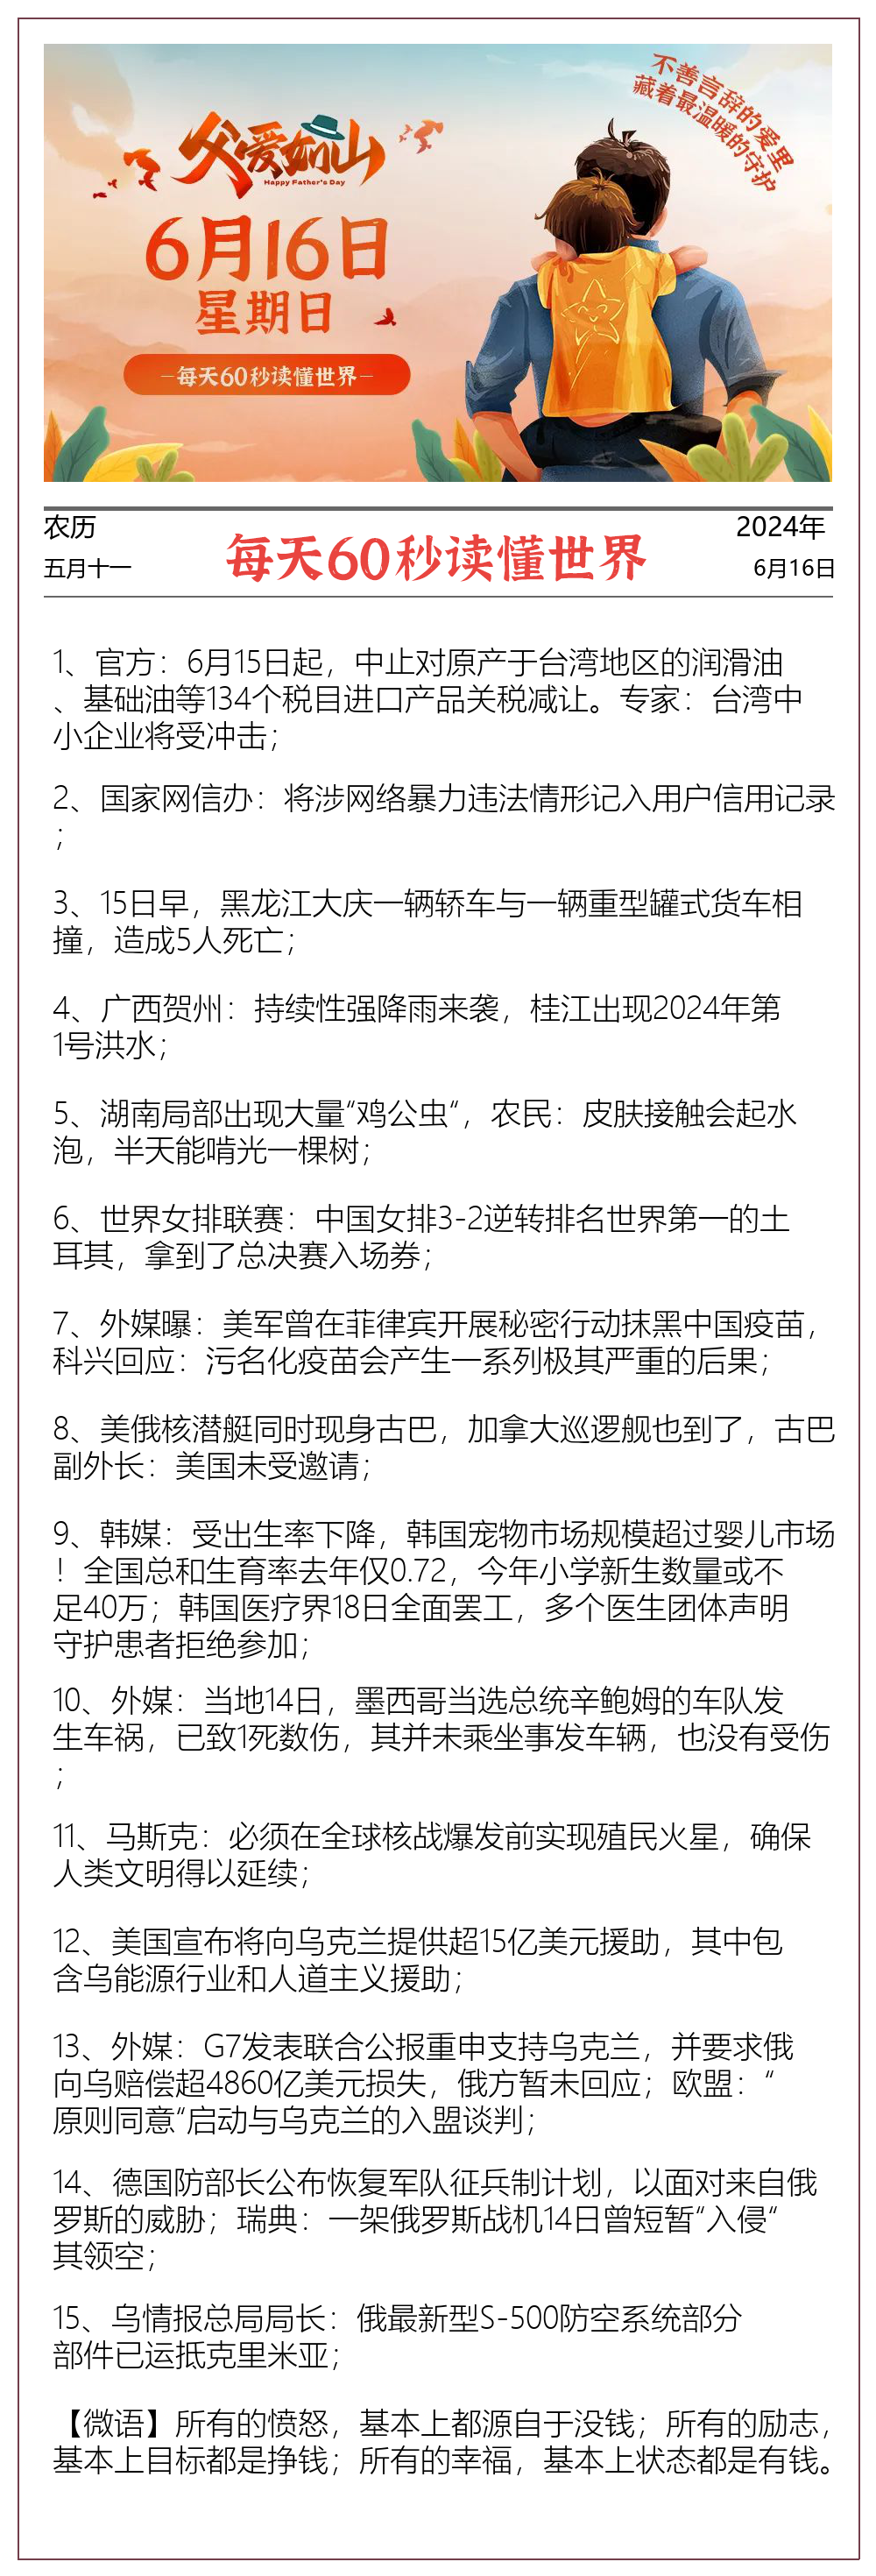 不善言辞的爱里
藏着最温暖的守护
父爱如山
Happy Father's Day
6月16日
星期日
—每天60秒读懂世界—
农历
2024年
每天60秒读懂世界
五月十一
6月16日
1、官方：6月15日起，中止对原产于台湾地区的润滑油
、基础油等134个税目进口产品关税减让。专家：台湾中
小企业将受冲击；
2、国家网信办：将涉网络暴力违法情形记入用户信用记录
；
3、15日早，黑龙江大庆一辆轿车与一辆重型罐式货车相
撞，造成5人死亡；
4、广西贺州：持续性强降雨来袭，桂江出现2024年第
1号洪水；
5、湖南局部出现大量“鸡公虫“，农民：皮肤接触会起水
泡，半天能啃光一棵树；
6、世界女排联赛：中国女排3-2逆转排名世界第一的土
耳其，拿到了总决赛入场券；
7、外媒曝：美军曾在菲律宾开展秘密行动抹黑中国疫苗，
科兴回应：污名化疫苗会产生一系列极其严重的后果；
8、美俄核潜艇同时现身古巴，加拿大巡逻舰也到了，古巴
副外长：美国未受邀请；
9、韩媒：受出生率下降，韩国宠物市场规模超过婴儿市场
！全国总和生育率去年仅0.72，今年小学新生数量或不
足40万；韩国医疗界18日全面罢工，多个医生团体声明
守护患者拒绝参加；
10、外媒：当地14日，墨西哥当选总统辛鲍姆的车队发
生车祸，已致1死数伤，其并未乘坐事发车辆，也没有受伤
；
11、马斯克：必须在全球核战爆发前实现殖民火星，确保
人类文明得以延续；
12、美国宣布将向乌克兰提供超15亿美元援助，其中包
含乌能源行业和人道主义援助；
13、外媒：G7发表联合公报重申支持乌克兰，并要求俄
向乌赔偿超4860亿美元损失，俄方暂未回应；欧盟：“
原则同意“启动与乌克兰的入盟谈判；
14、德国防部长公布恢复军队征兵制计划，以面对来自俄
罗斯的威胁；瑞典：一架俄罗斯战机14日曾短暂“入侵“
其领空；
15、乌情报总局局长：俄最新型S-500防空系统部分
部件已运抵克里米亚；
【微语】所有的愤怒，基本上都源自于没钱；所有的励志，
基本上目标都是挣钱；所有的幸福，基本上状态都是有钱。